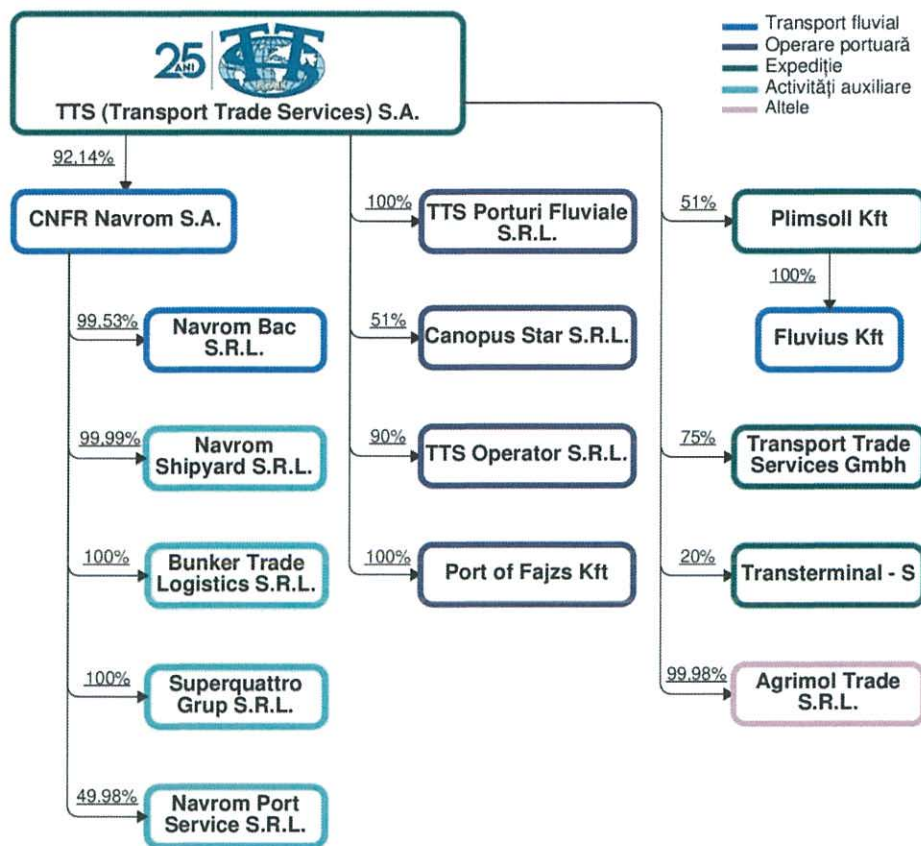 25
ANI
TTS
TTS (Transport Trade Services) S.A.
Transport fluvial
Operare portuară
Expediție
Activități auxiliare
Altele
92,14%
CNFR Navrom S.A.
99,53%
Navrom Bac
S.R.L.
99,99%
Navrom
Shipyard S.R.L.
100%
Bunker Trade
Logistics S.R.L.
100%
Superquattro
Grup S.R.L.
49.98%
Navrom Port
Service S.R.L.
100%
TTS Porturi Fluviale
S.R.L.
51%
Canopus Star S.R.L.
90%
TTS Operator S.R.L.
100%
Port of Fajzs Kft
51%
Plimsoll Kft
100%
Fluvius Kft
75%
Transport Trade
Services Gmbh
20%
Transterminal - S
99,98%
Agrimol Trade
S.R.L.